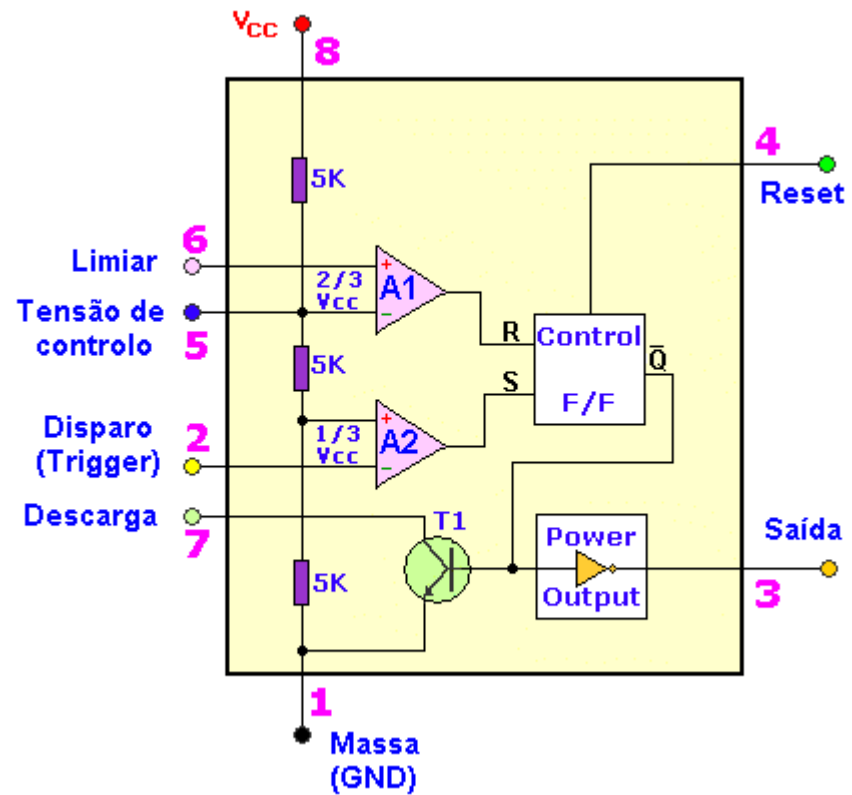 VCC
8
4
Reset
5K
6
Limiar
2/3
Vcc
+
A1
−
Tensão de
controlo
5
R
Control
Q̅
5K
S
F/F
Disparo
(Trigger)
2
+
1/3
Vcc
A2
−
Descarga
7
T1
Power
Output
Saída
3
5K
1
Massa
(GND)